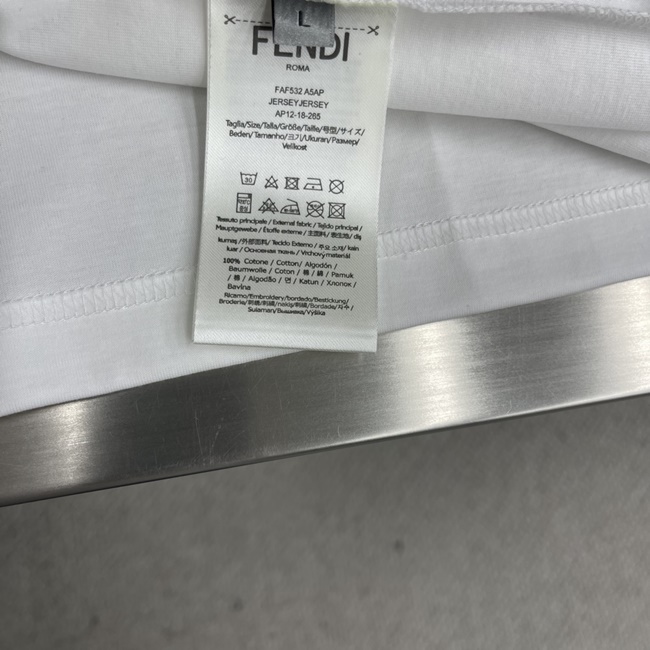 L
FENDI
ROMA
FAF532 A5AP
JERSEYJERSEY
AP12-18-265
Taglia/Size/Talla/Größe/Taille/号型/サイズ/
Beden/Tamanho/크기/Ukuran/Размер/
Velikost
30
Tessuto principale / External fabric / Tejido principal /
Hauptgewebe / Étoffe externe / 主面料 / 表生地/ dış
kumaş /外部面料/ Tecido Externo / 주요 소재/ kain
luar / Основная ткань / Vrchový materiál
100% Cotone / Cotton/ Algodón /
Baumwolle / Coton / 棉 / 綿 / Pamuk
/ 棉 / Algodão / 면 / Katun / Хлопок /
Bavlna
Ricamo/Embroidery/bordado/Bestickung/
Broderie/刺绣/刺繍/nakış/刺繡/Bordado/자수/
Sulaman/Вышивка/Výšivka